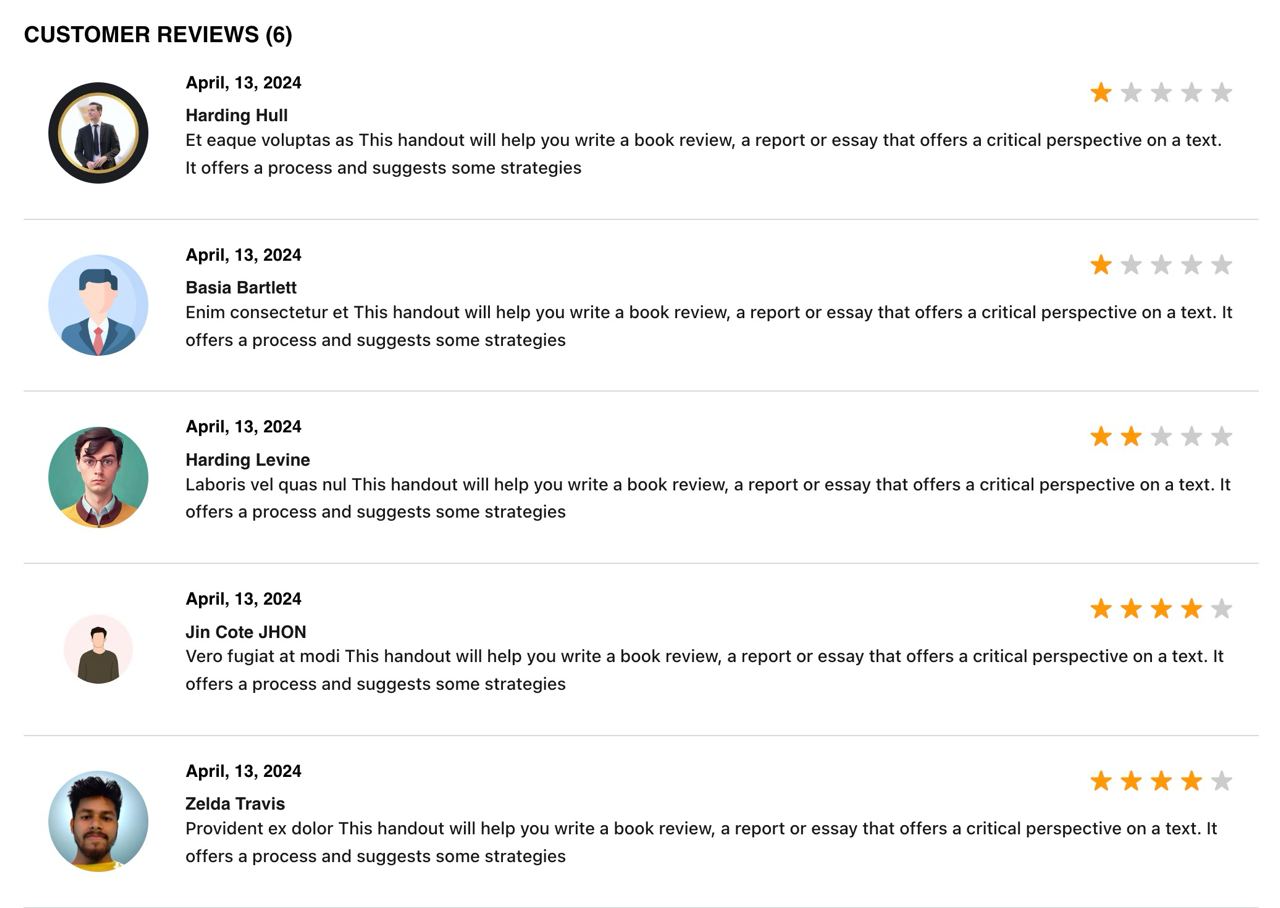 CUSTOMER REVIEWS (6)
April, 13, 2024
Harding Hull
Et eaque voluptas as This handout will help you write a book review, a report or essay that offers a critical perspective on a text.
It offers a process and suggests some strategies
April, 13, 2024
Basia Bartlett
Enim consectetur et This handout will help you write a book review, a report or essay that offers a critical perspective on a text. It
offers a process and suggests some strategies
April, 13, 2024
Harding Levine
Laboris vel quas nul This handout will help you write a book review, a report or essay that offers a critical perspective on a text. It
offers a process and suggests some strategies
April, 13, 2024
Jin Cote JHON
Vero fugiat at modi This handout will help you write a book review, a report or essay that offers a critical perspective on a text. It
offers a process and suggests some strategies
April, 13, 2024
Zelda Travis
Provident ex dolor This handout will help you write a book review, a report or essay that offers a critical perspective on a text. It
offers a process and suggests some strategies